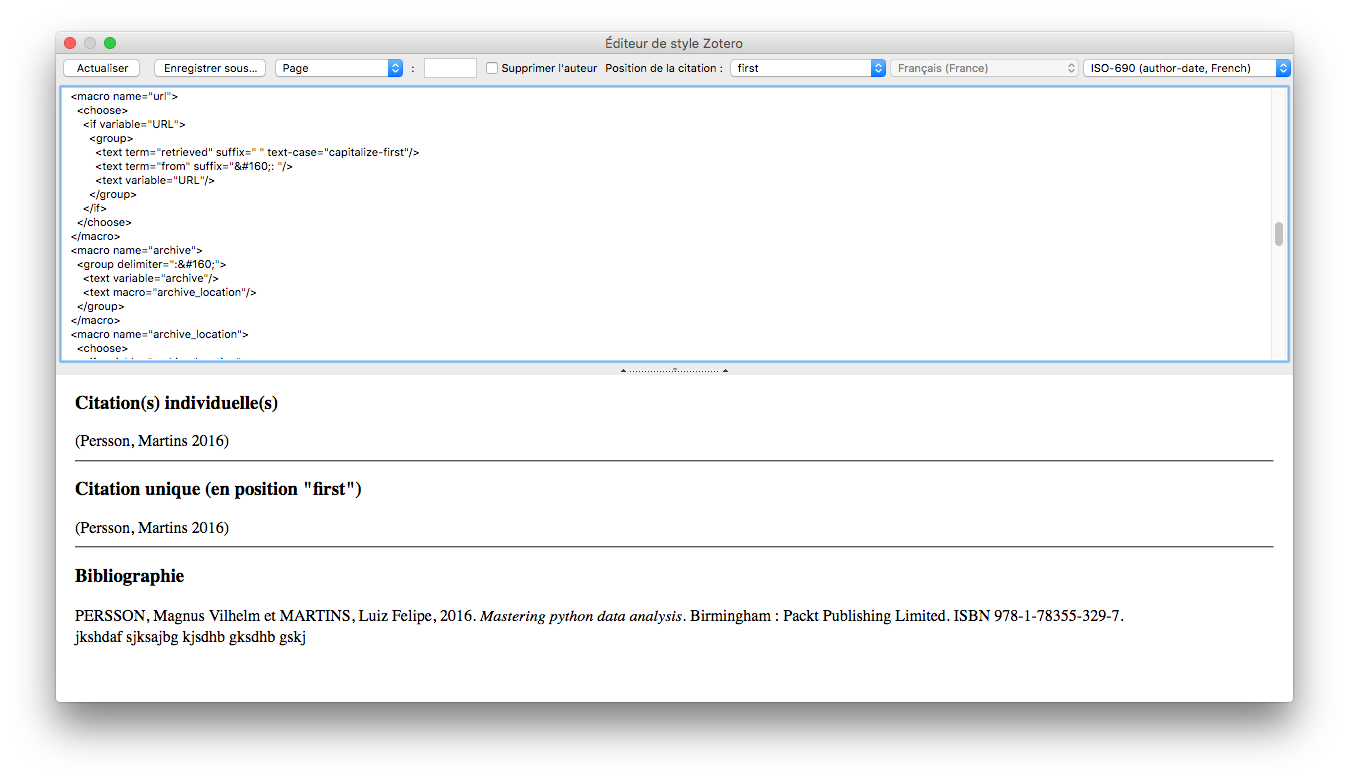 Éditeur de style Zotero
Actualiser Enregistrer sous... Page : Supprimer l'auteur Position de la citation : first Français (France) ISO-690 (author-date, French)
<macro name="url">
<choose>
<if variable="URL">
<group>
<text term="retrieved" suffix=" " text-case="capitalize-first"/>
<text term="from" suffix="&#160;: "/>
<text variable="URL"/>
</group>
</if>
</choose>
</macro>
<macro name="archive">
<group delimiter=":&#160;">
<text variable="archive"/>
<text macro="archive_location"/>
</group>
</macro>
<macro name="archive_location">
<choose>
Citation(s) individuelle(s)
(Persson, Martins 2016)
Citation unique (en position "first")
(Persson, Martins 2016)
Bibliographie
PERSSON, Magnus Vilhelm et MARTINS, Luiz Felipe, 2016. Mastering python data analysis. Birmingham : Packt Publishing Limited. ISBN 978-1-78355-329-7.
jkshdaf sjksajbg kjsdhb gksdhb gskj